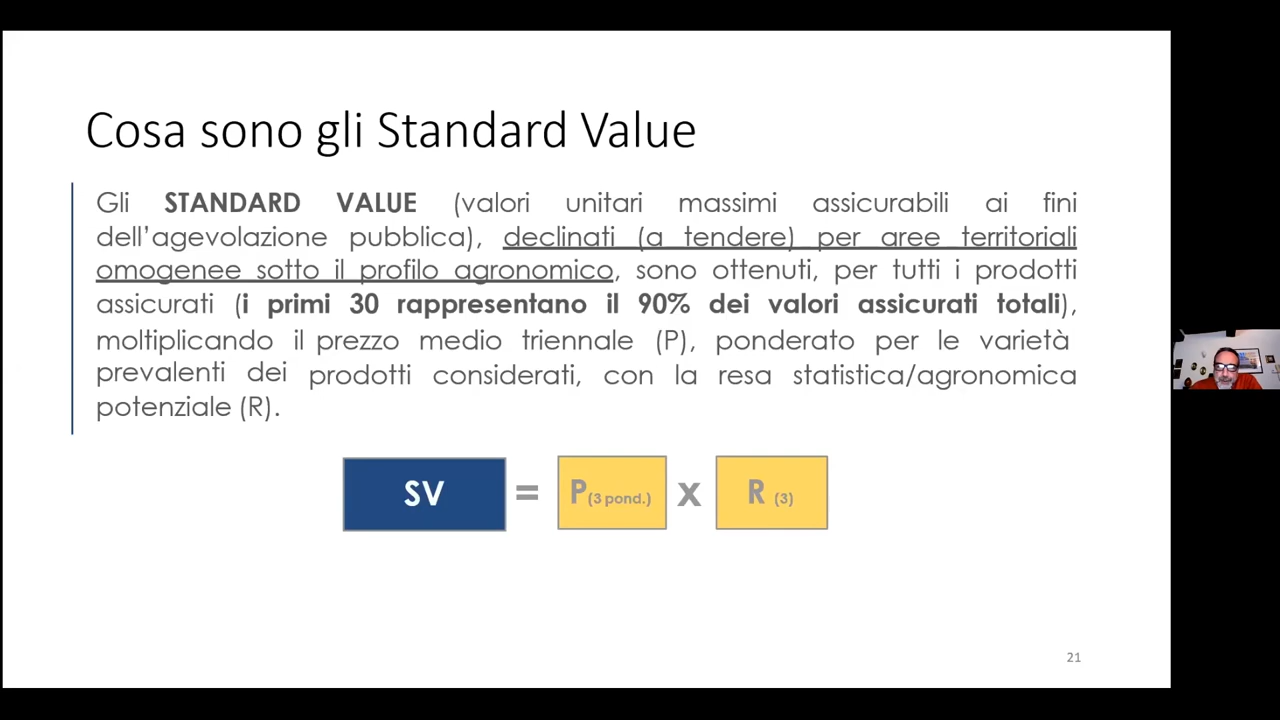 Cosa sono gli Standard Value
Gli STANDARD VALUE (valori unitari massimi assicurabili ai fini
dell’agevolazione pubblica), declinati (a tendere) per aree territoriali
omogenee sotto il profilo agronomico, sono ottenuti, per tutti i prodotti
assicurati (i primi 30 rappresentano il 90% dei valori assicurati totali),
moltiplicando il prezzo medio triennale (P), ponderato per le varietà
prevalenti dei prodotti considerati, con la resa statistica/agronomica
potenziale (R).
SV = P(3 pond.) x R (3)
21